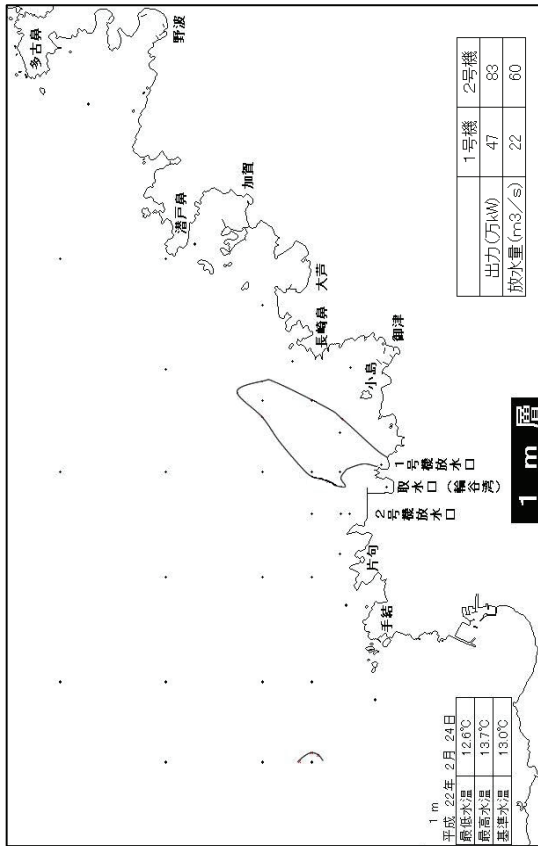 多古鼻
野波
潜戸鼻
加賀
大芦
長崎鼻
小島
御津
1号機放水口
取水口（輪谷湾）
2号機放水口
片句
手結
1 m
平成 22年 2月 24日
最低水温 12.6℃
最高水温 13.7℃
基準水温 13.0℃
1 m 層
1号機 2号機
出力(万kW) 47 83
放水量(m3/s) 22 60